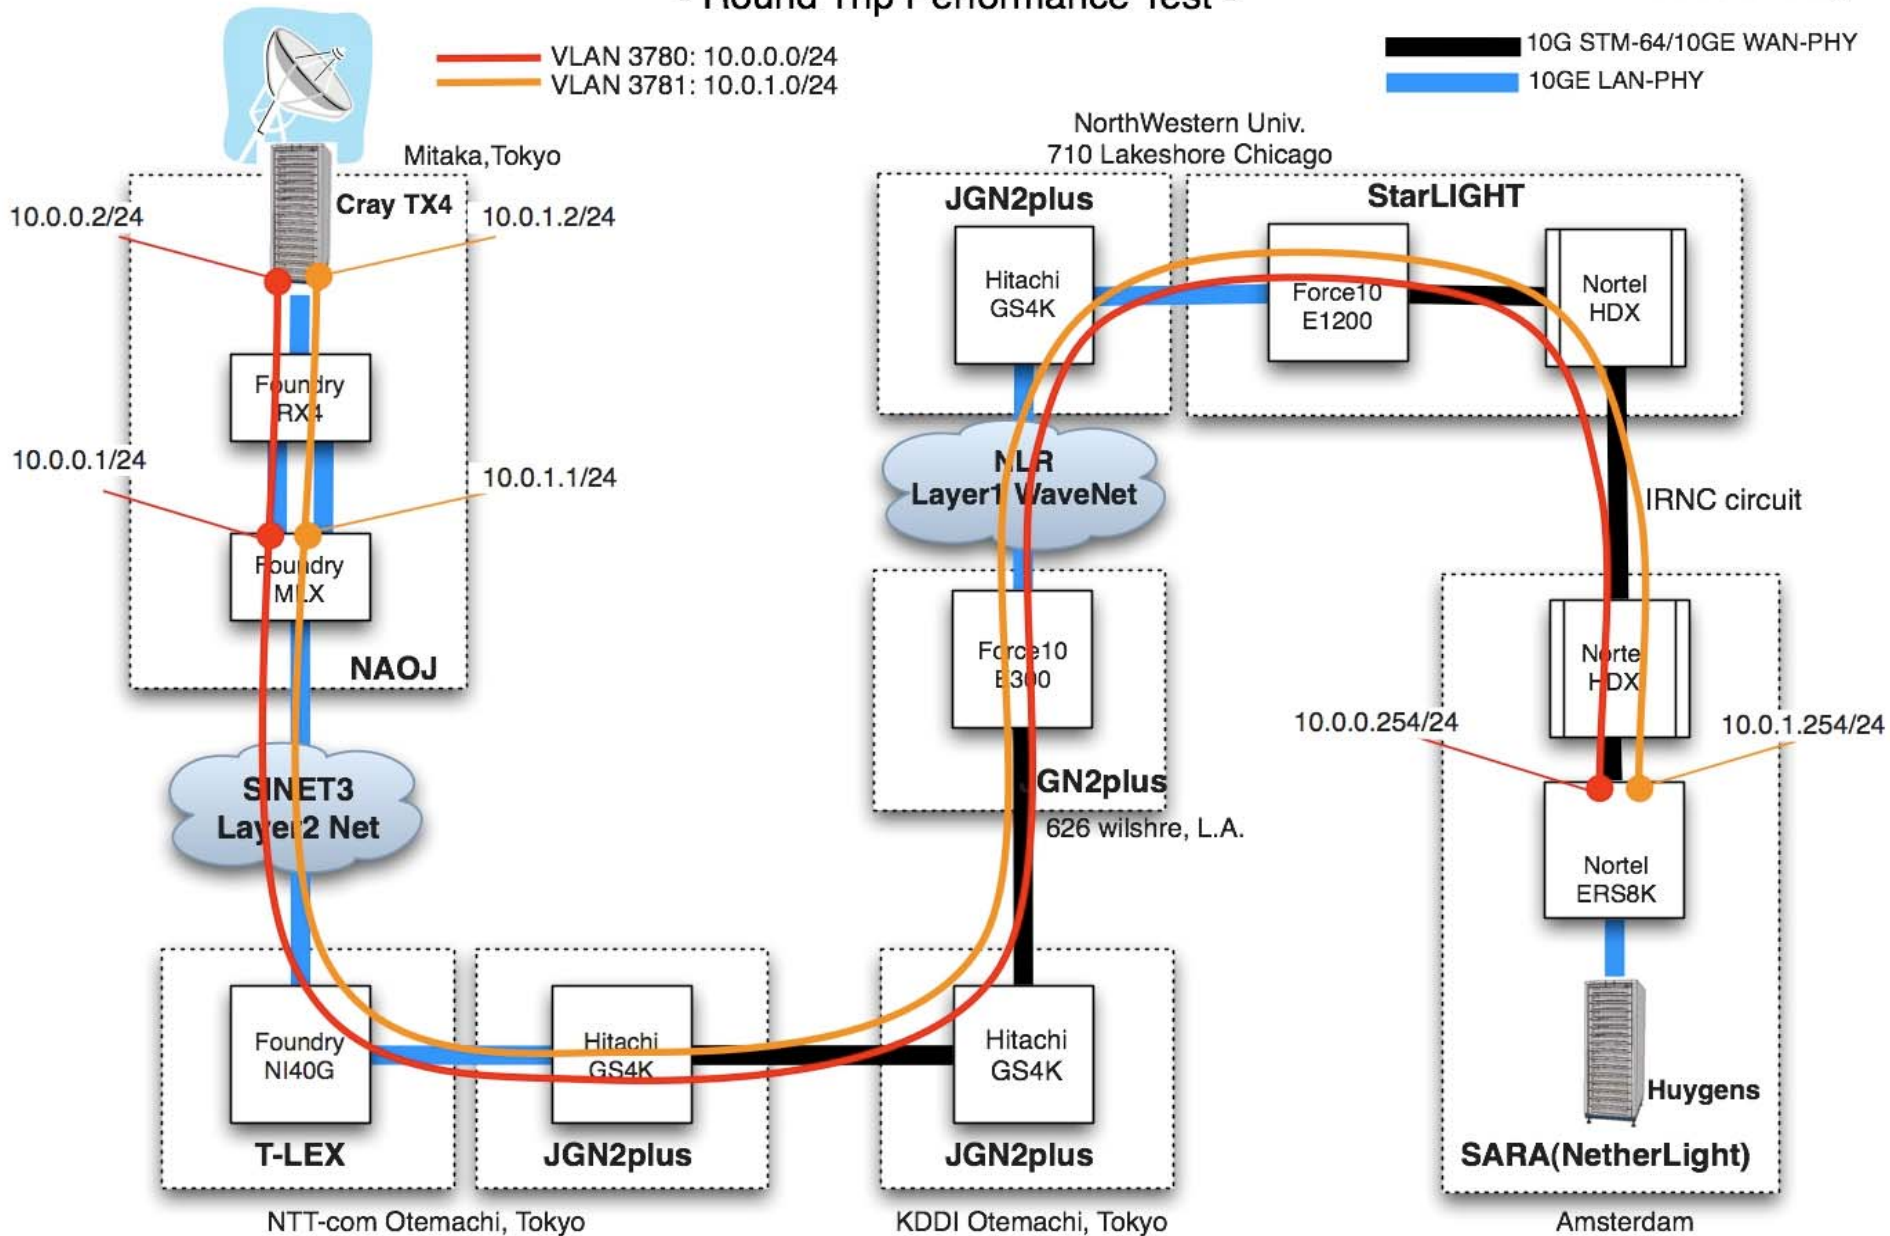 - Round Trip Performance Test -
VLAN 3780: 10.0.0.0/24
VLAN 3781: 10.0.1.0/24
10G STM-64/10GE WAN-PHY
10GE LAN-PHY
Mitaka,Tokyo
Cray TX4
10.0.0.2/24
10.0.1.2/24
Foundry
RX4
10.0.0.1/24
10.0.1.1/24
Foundry
MLX
NAOJ
SINET3
Layer2 Net
Foundry
NI40G
T-LEX
Hitachi
GS4K
JGN2plus
NTT-com Otemachi, Tokyo
Hitachi
GS4K
JGN2plus
KDDI Otemachi, Tokyo
NorthWestern Univ.
710 Lakeshore Chicago
JGN2plus
Hitachi
GS4K
NLR
Layer1 WaveNet
Force10
E300
JGN2plus
626 wilshre, L.A.
StarLIGHT
Force10
E1200
Nortel
HDX
IRNC circuit
Nortel
HDX
10.0.0.254/24
10.0.1.254/24
Nortel
ERS8K
Huygens
SARA(NetherLight)
Amsterdam